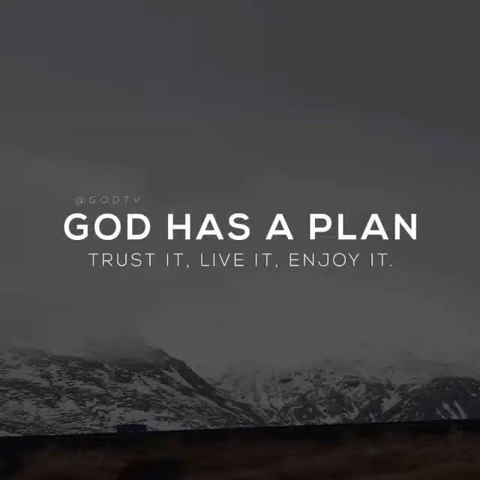 @GODTV
GOD HAS A PLAN
TRUST IT, LIVE IT, ENJOY IT.